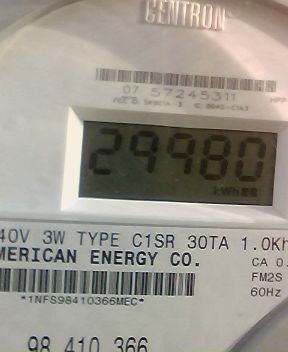 CENTRON
07 57245311
29980
kWh
40V 3W TYPE C1SR 30TA 1.0Kh
MERICAN ENERGY CO.
CA 0.
FM2S
*1NFS98410366MEC*
60Hz
98 410 366